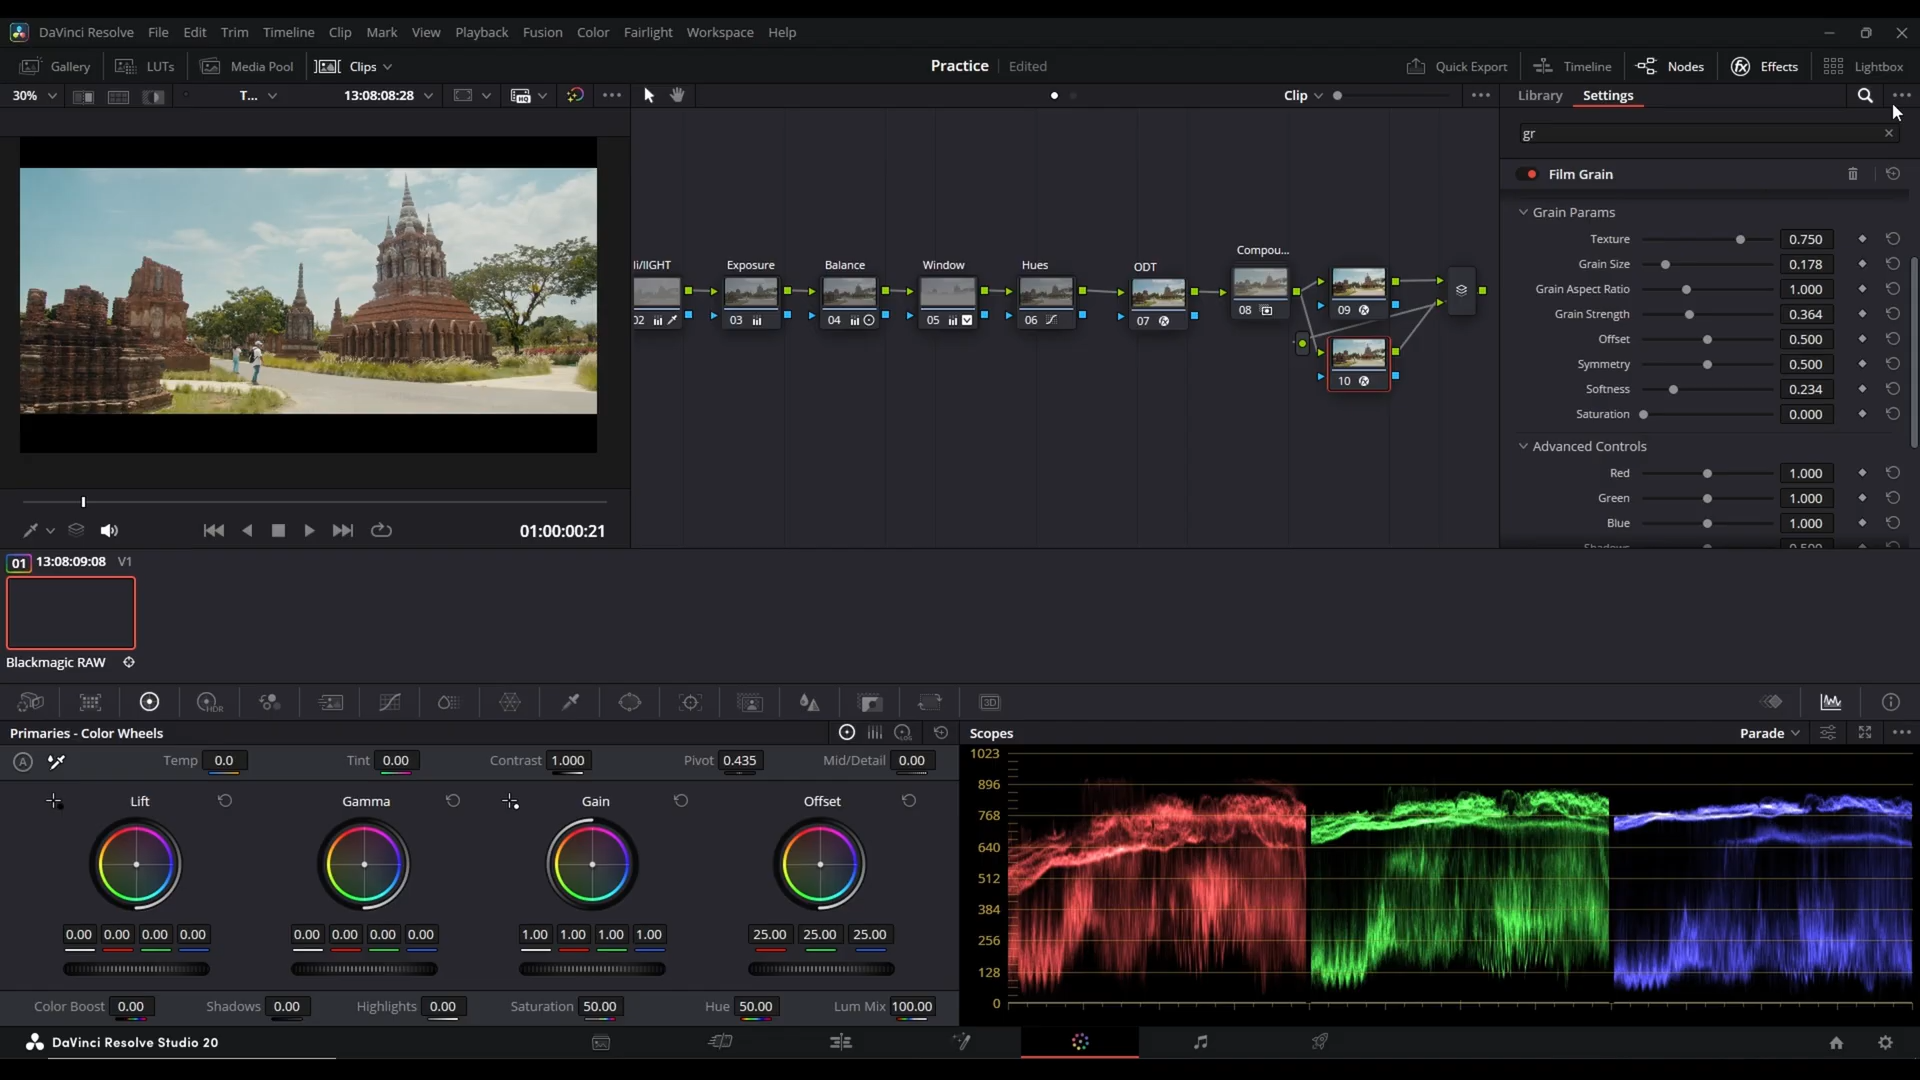 DaVinci Resolve File Edit Trim Timeline Clip Mark View Playback Fusion Color Fairlight Workspace Help
Gallery LUTs Media Pool Clips Practice Edited Quick Export Timeline Nodes Effects Lightbox
30% T... 13:08:08:28 HQ Clip Library Settings
gr
Film Grain
Grain Params
Texture 0.750
Grain Size 0.178
Grain Aspect Ratio 1.000
Grain Strength 0.364
Offset 0.500
Symmetry 0.500
Softness 0.234
Saturation 0.000
Advanced Controls
Red 1.000
Green 1.000
Blue 1.000
Shadows 0.500
Compou...
li/lIGHT Exposure Balance Window Hues ODT
02 03 04 05 06 07 08 09
10
01:00:00:21
01 13:08:09:08 V1
Blackmagic RAW
HDR 3D
Primaries - Color Wheels LOG
A Temp 0.0 Tint 0.00 Contrast 1.000 Pivot 0.435 Mid/Detail 0.00
Lift Gamma Gain Offset
0.00 0.00 0.00 0.00 0.00 0.00 0.00 0.00 1.00 1.00 1.00 1.00 25.00 25.00 25.00
Color Boost 0.00 Shadows 0.00 Highlights 0.00 Saturation 50.00 Hue 50.00 Lum Mix 100.00
Scopes Parade
1023
896
768
640
512
384
256
128
0
DaVinci Resolve Studio 20